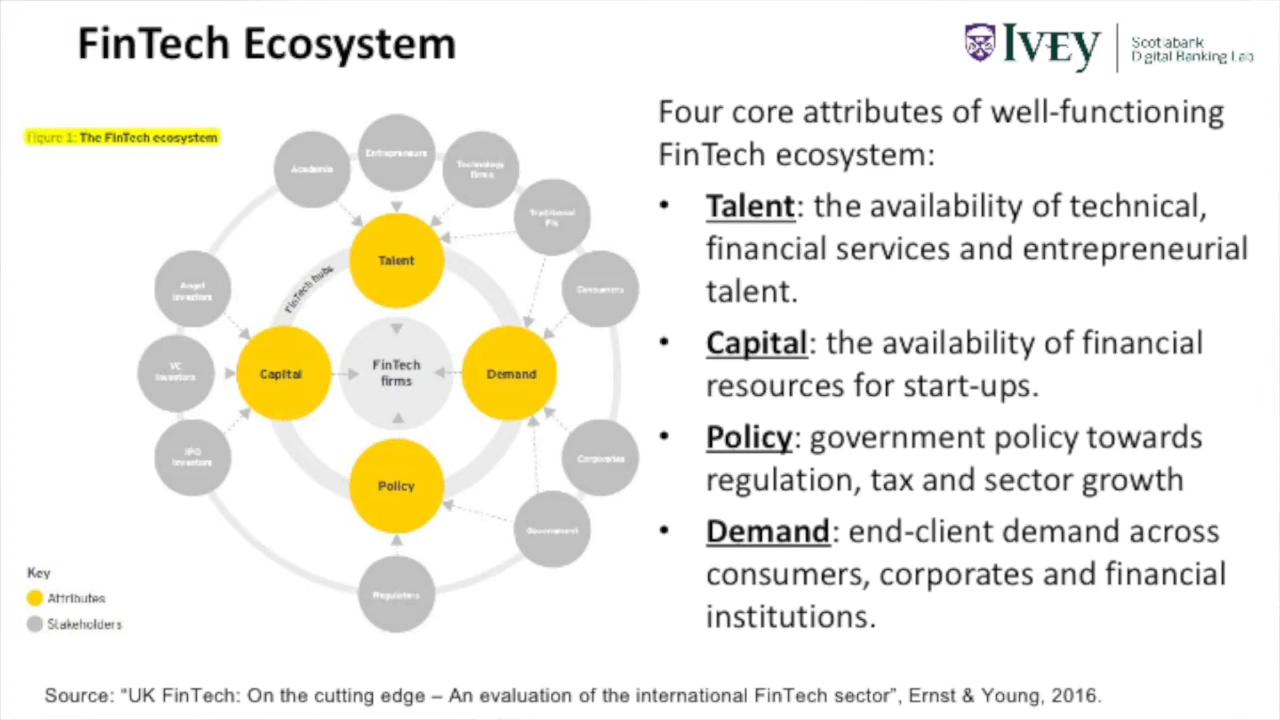 FinTech Ecosystem
IVEY
Scotiabank
Digital Banking Lab
Figure 1: The FinTech ecosystem
Academia
Entrepreneurs
Technology
firms
Traditional
FIs
Consumers
Corporates
Government
Regulators
IPO
Investors
VC
Investors
Angel
Investors
FinTech hubs
Talent
Capital
FinTech
firms
Demand
Policy
Key
Attributes
Stakeholders
Four core attributes of well-functioning
FinTech ecosystem:
• Talent: the availability of technical,
financial services and entrepreneurial
talent.
• Capital: the availability of financial
resources for start-ups.
• Policy: government policy towards
regulation, tax and sector growth
• Demand: end-client demand across
consumers, corporates and financial
institutions.
Source: “UK FinTech: On the cutting edge – An evaluation of the international FinTech sector”, Ernst & Young, 2016.